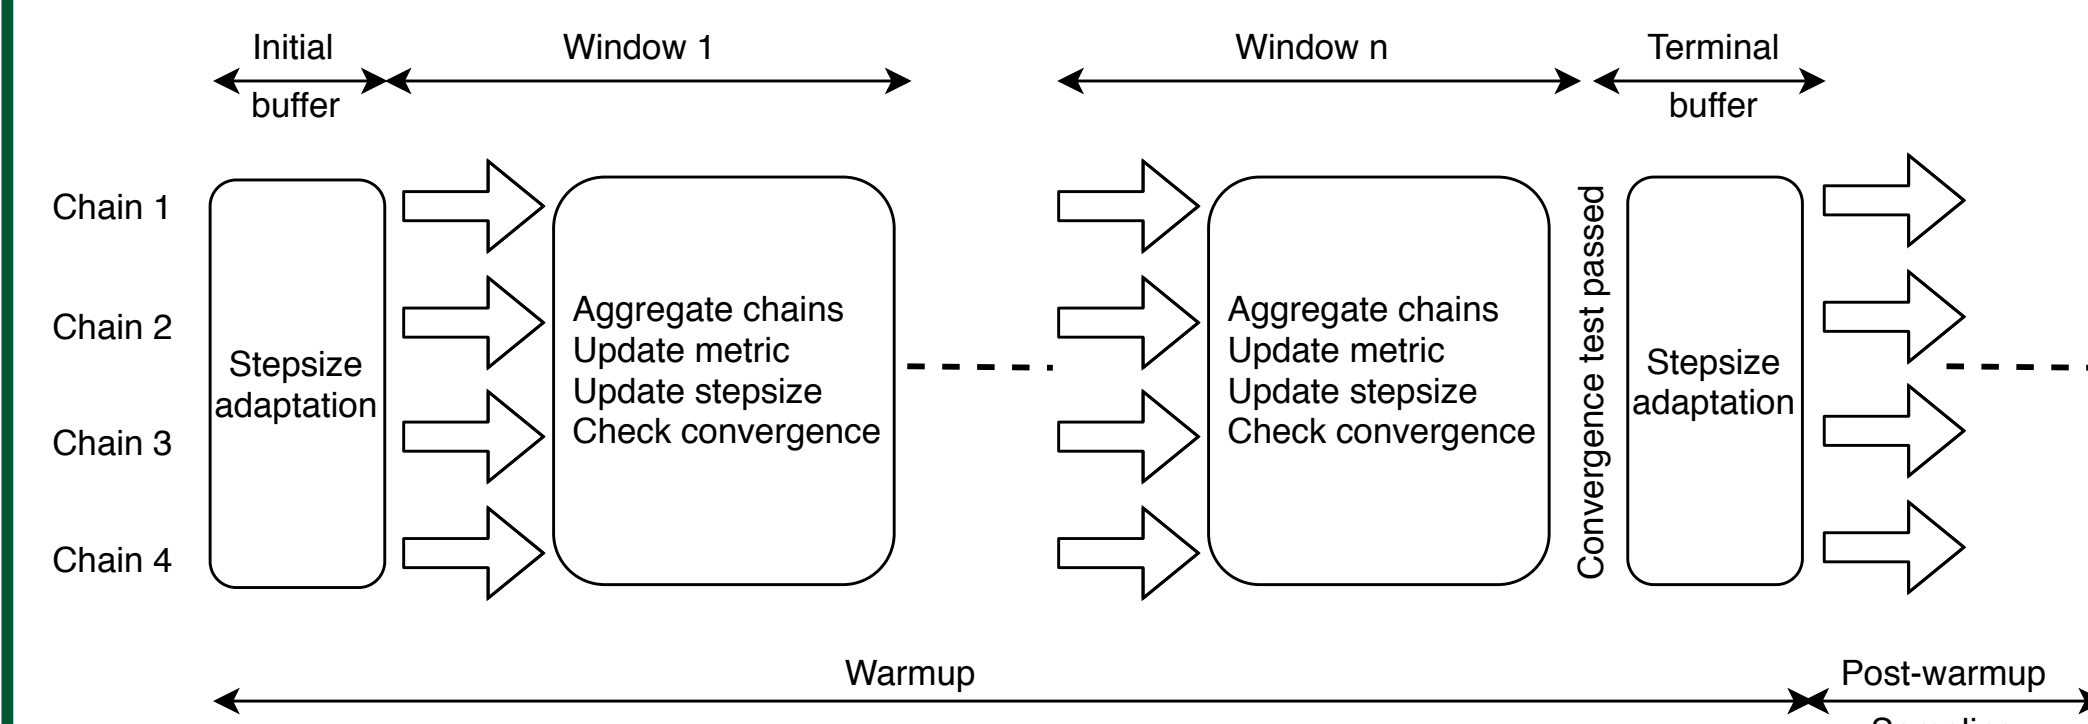 Initial
buffer
Window 1
Window n
Terminal
buffer
Chain 1
Chain 2
Chain 3
Chain 4
Stepsize
adaptation
Aggregate chains
Update metric
Update stepsize
Check convergence
Aggregate chains
Update metric
Update stepsize
Check convergence
Convergence test passed
Stepsize
adaptation
Warmup
Post-warmup